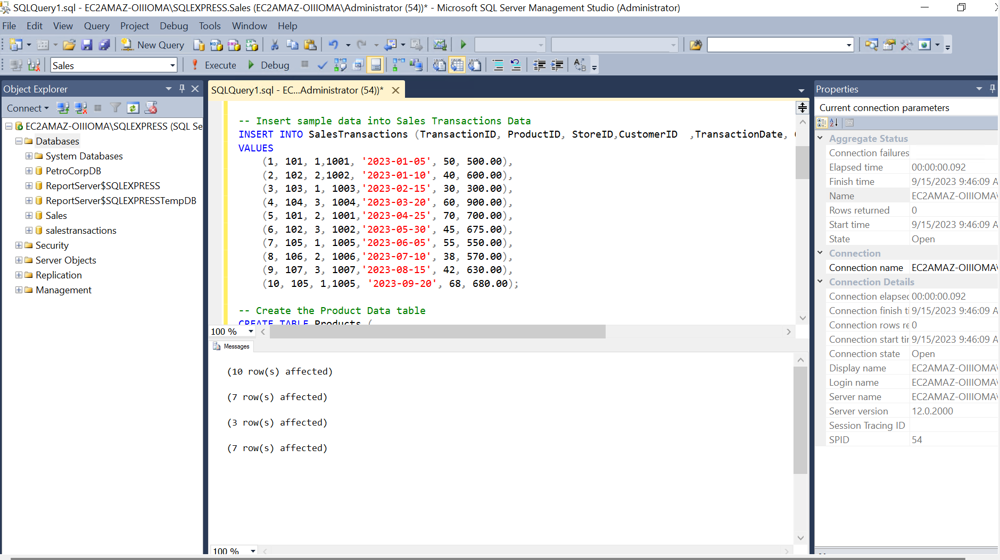 SQLQuery1.sql - EC2AMAZ-OIIIOMA\SQLEXPRESS.Sales (EC2AMAZ-OIIIOMA\Administrator (54))* - Microsoft SQL Server Management Studio (Administrator)
File Edit View Query Project Debug Tools Window Help
New Query
Sales
Execute
Debug
Object Explorer
Connect
EC2AMAZ-OIIIOMA\SQLEXPRESS (SQL Se
Databases
System Databases
PetroCorpDB
ReportServer$SQLEXPRESS
ReportServer$SQLEXPRESSTempDB
Sales
salestransactions
Security
Server Objects
Replication
Management
SQLQuery1.sql - EC...Administrator (54))*
-- Insert sample data into Sales Transactions Data
INSERT INTO SalesTransactions (TransactionID, ProductID, StoreID,CustomerID  ,TransactionDate,
VALUES
(1, 101, 1,1001, '2023-01-05', 50, 500.00),
(2, 102, 2,1002, '2023-01-10', 40, 600.00),
(3, 103, 1, 1003,'2023-02-15', 30, 300.00),
(4, 104, 3, 1004,'2023-03-20', 60, 900.00),
(5, 101, 2, 1001,'2023-04-25', 70, 700.00),
(6, 102, 3, 1002,'2023-05-30', 45, 675.00),
(7, 105, 1, 1005,'2023-06-05', 55, 550.00),
(8, 106, 2, 1006,'2023-07-10', 38, 570.00),
(9, 107, 3, 1007,'2023-08-15', 42, 630.00),
(10, 105, 1,1005, '2023-09-20', 68, 680.00);
-- Create the Product Data table
CREATE TABLE Products (
100 %
Messages
(10 row(s) affected)
(7 row(s) affected)
(3 row(s) affected)
(7 row(s) affected)
100 %
Properties
Current connection parameters
Aggregate Status
Connection failures
Elapsed time 00:00:00.092
Finish time 9/15/2023 9:46:09 A
Name EC2AMAZ-OIIIOMA\
Rows returned 0
Start time 9/15/2023 9:46:09 A
State Open
Connection
Connection name EC2AMAZ-OIIIOMA\
Connection Details
Connection elapsed 00:00:00.092
Connection finish ti 9/15/2023 9:46:09 A
Connection rows re 0
Connection start tir 9/15/2023 9:46:09 A
Connection state Open
Display name EC2AMAZ-OIIIOMA\
Login name EC2AMAZ-OIIIOMA\
Server name EC2AMAZ-OIIIOMA\
Server version 12.0.2000
Session Tracing ID
SPID 54